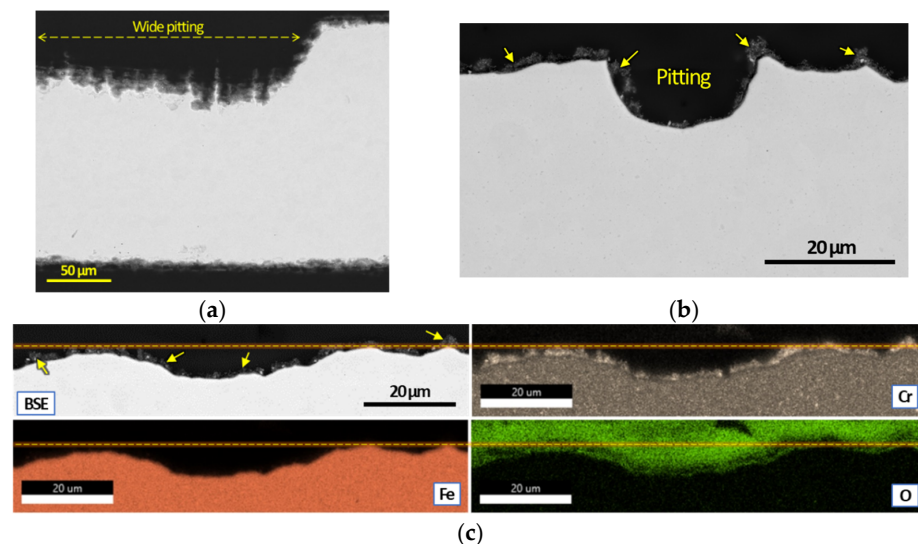 Wide pitting
50 µm
(a)
Pitting
20 µm
(b)
BSE
20 µm
20 um
Cr
20 um
Fe
20 um
O
(c)